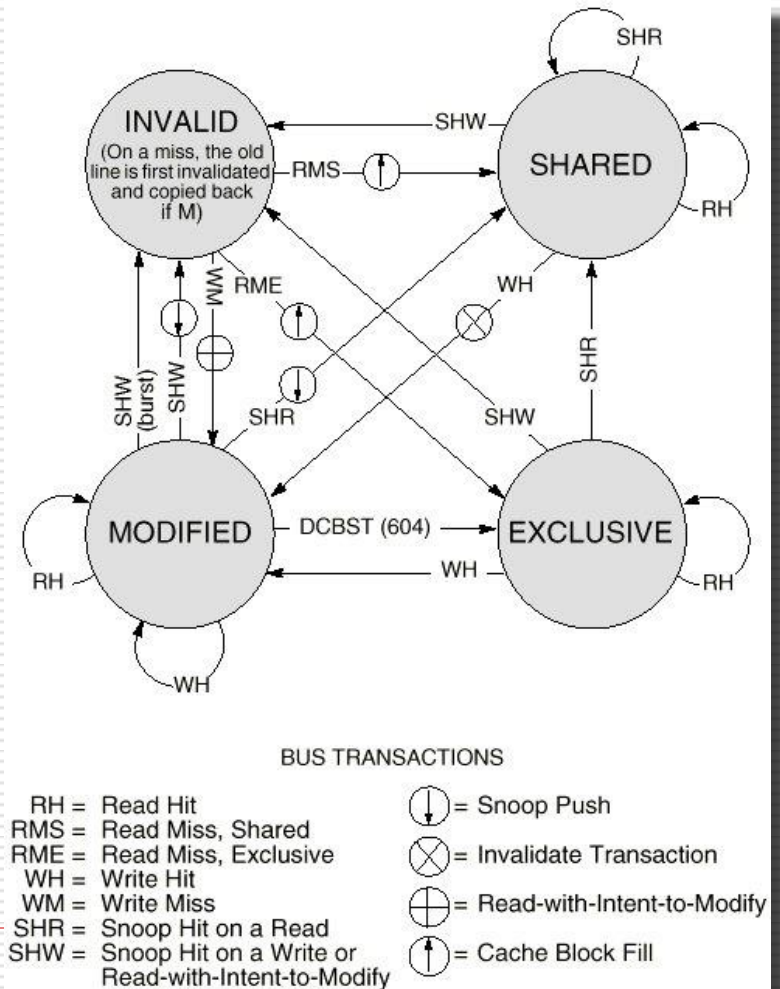 SHR
INVALID
(On a miss, the old
line is first invalidated
and copied back
if M)
SHW
RMS
SHARED
RH
WM
RME
WH
SHW
(burst)
SHW
SHR
SHW
SHR
MODIFIED
DCBST (604)
EXCLUSIVE
RH
WH
RH
WH
BUS TRANSACTIONS
RH = Read Hit
RMS = Read Miss, Shared
RME = Read Miss, Exclusive
WH = Write Hit
WM = Write Miss
SHR = Snoop Hit on a Read
SHW = Snoop Hit on a Write or
Read-with-Intent-to-Modify
= Snoop Push
= Invalidate Transaction
= Read-with-Intent-to-Modify
= Cache Block Fill